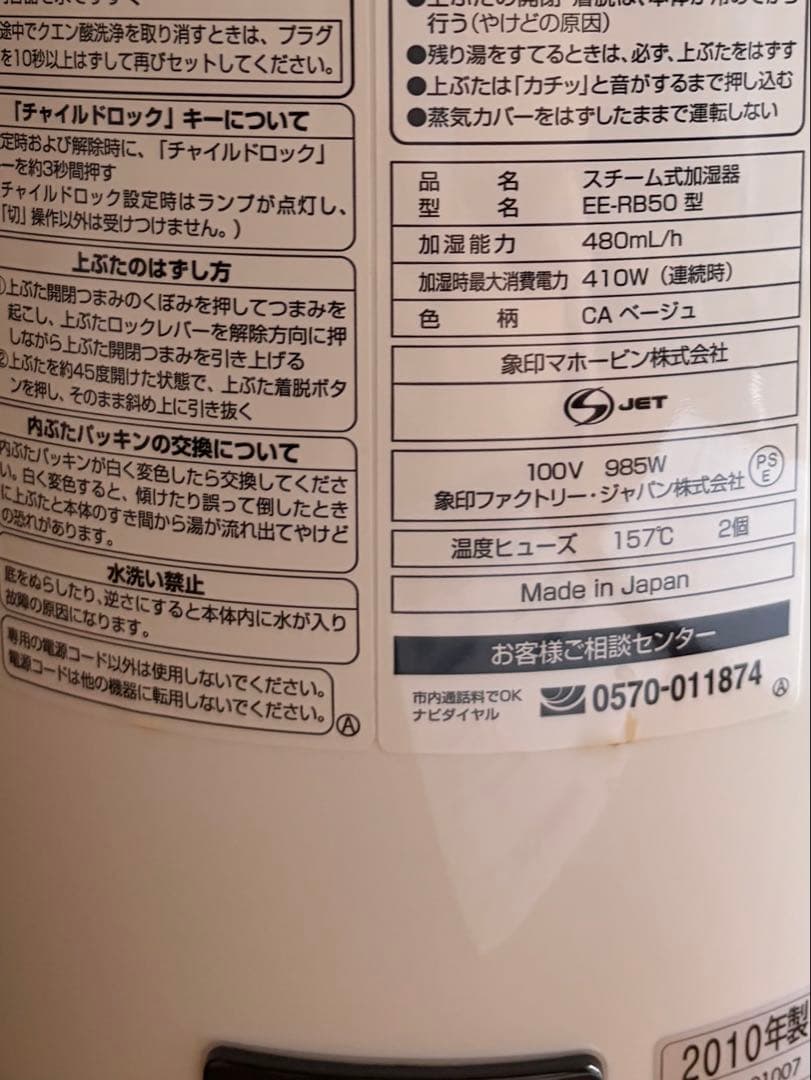 途中でクエン酸洗浄を取り消すときは、プラグ
を10秒以上はずして再びセットしてください。
「チャイルドロック」キーについて
定時および解除時に、「チャイルドロック」
ーを約3秒間押す
チャイルドロック設定時はランプが点灯し、
「切」操作以外は受けつけません。)
上ぶたのはずし方
①上ぶた開閉つまみのくぼみを押してつまみを
起こし、上ぶたロックレバーを解除方向に押
しながら上ぶた開閉つまみを引き上げる
②上ぶたを約45度開けた状態で、上ぶた着脱ボタ
ンを押し、そのまま斜め上に引き抜く
内ぶたパッキンの交換について
内ぶたパッキンが白く変色したら交換してくださ
い。白く変色すると、傾けたり誤って倒したとき
に上ぶたと本体のすき間から湯が流れ出てやけど
の恐れがあります。
水洗い禁止
底をぬらしたり、逆さにすると本体内に水が入り
故障の原因になります。
専用の電源コード以外は使用しないでください。
電源コードは他の機器に転用しないでください。
Ⓐ
行う(やけどの原因)
●残り湯をすてるときは、必ず、上ぶたをはずす
●上ぶたは「カチッ」と音がするまで押し込む
●蒸気カバーをはずしたままで運転しない
品名 スチーム式加湿器
型名 EE-RB50 型
加湿能力 480mL/h
加湿時最大消費電力 410W(連続時)
色柄 CA ベージュ
象印マホービン株式会社
JET
100V 985W
象印ファクトリー・ジャパン株式会社
PS
E
温度ヒューズ 157℃ 2個
Made in Japan
お客様ご相談センター
市内通話料でOK
ナビダイヤル
0570-011874
Ⓐ
2010年製